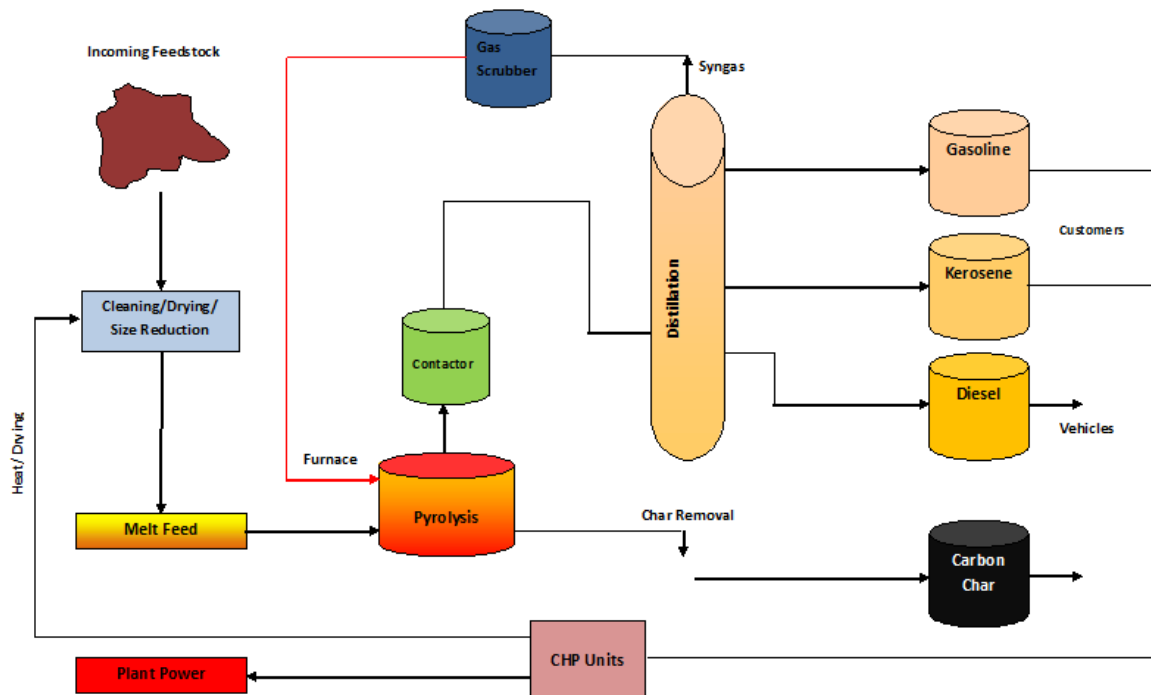 Incoming Feedstock
Gas
Scrubber
Syngas
Gasoline
Customers
Kerosene
Cleaning/Drying/
Size Reduction
Distillation
Contactor
Diesel
Vehicles
Heat/ Drying
Furnace
Pyrolysis
Melt Feed
Char Removal
Carbon
Char
CHP Units
Plant Power